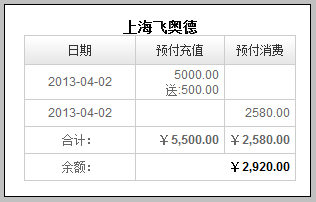 上海飞奥德
日期 预付充值 预付消费
2013-04-02 5000.00
送:500.00
2013-04-02 2580.00
合计： ￥5,500.00 ￥2,580.00
余额： ￥2,920.00